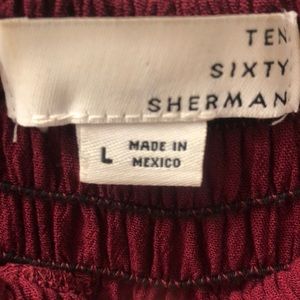 TEN
SIXTY
SHERMAN
L
MADE IN
MEXICO